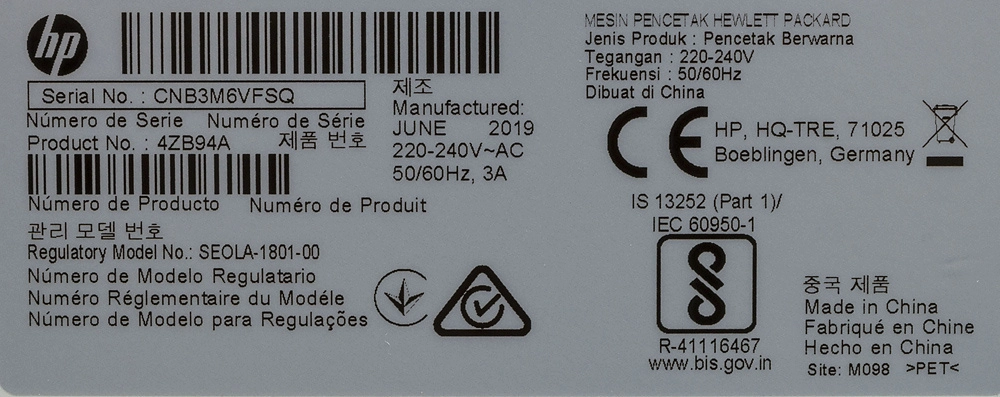 hp
Serial No. : CNB3M6VFSQ
Número de Serie Numéro de Série
Product No. : 4ZB94A 제품 번호
Número de Producto Numéro de Produit
관리 모델 번호
Regulatory Model No.: SEOLA-1801-00
Número de Modelo Regulatario
Numéro Réglementaire du Modéle
Número de Modelo para Regulações
제조
Manufactured:
JUNE 2019
220-240V~AC
50/60Hz, 3A
MESIN PENCETAK HEWLETT PACKARD
Jenis Produk : Pencetak Berwarna
Tegangan : 220-240V
Frekuensi : 50/60Hz
Dibuat di China
CE
HP, HQ-TRE, 71025
Boeblingen, Germany
IS 13252 (Part 1)/
IEC 60950-1
R-41116467
www.bis.gov.in
중국 제품
Made in China
Fabriqué en Chine
Hecho en China
Site: M098 >PET<